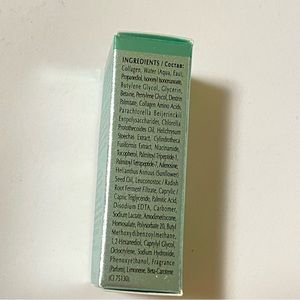 INGREDIENTS / Состав:
Collagen, Water (Aqua, Eau),
Propanediol, Isononyl Isononanoate,
Butylene Glycol, Glycerin,
Betaine, Pentylene Glycol, Dextrin
Palmitate, Collagen Amino Acids,
Parachlorella Beijerinckii
Exopolysaccharides, Chlorella
Protothecoides Oil, Helichrysum
Stoechas Extract, Cylindrotheca
Fusiformis Extract, Niacinamide,
Tocopherol, Palmitoyl Tripeptide-1,
Palmitoyl Tetrapeptide-7, Adenosine,
Helianthus Annuus (Sunflower)
Seed Oil, Leuconostoc / Radish
Root Ferment Filtrate, Caprylic /
Capric Triglyceride, Palmitic Acid,
Disodium EDTA, Carbomer,
Sodium Lactate, Amodimeticone,
Homosalate, Polysorbate 20, Butyl
Methoxydibenzoylmethane,
1,2-Hexanediol, Caprylyl Glycol,
Octocrylene, Sodium Hydroxide,
Phenoxyethanol, Fragrance
(Parfum), Limonene, Beta-Carotene
(CI 75130).